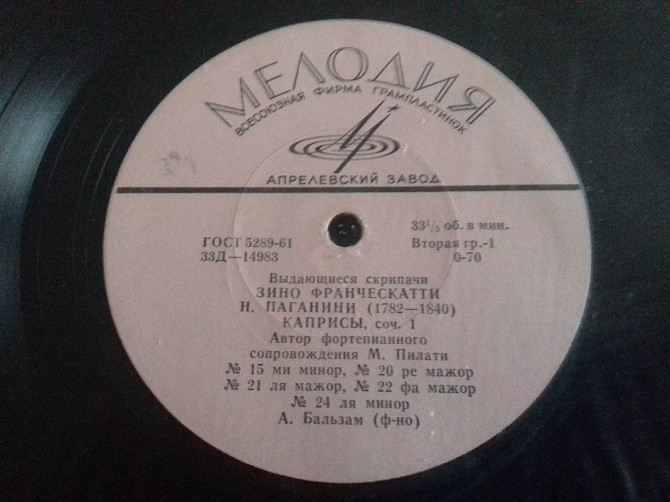 МЕЛОДИЯ
ВСЕСОЮЗНАЯ ФИРМА ГРАМПЛАСТИНОК
АПРЕЛЕВСКИЙ ЗАВОД
33⅓ об. в мин.
ГОСТ 5289-61 Вторая гр.-1
33Д—14983 0-70
Выдающиеся скрипачи
ЗИНО ФРАНЧЕСКАТТИ
Н. ПАГАНИНИ (1782—1840)
КАПРИСЫ, соч. 1
Автор фортепианного
сопровождения М. Пилати
№ 15 ми минор, № 20 ре мажор
№ 21 ля мажор, № 22 фа мажор
№ 24 ля минор
А. Бальзам (ф-но)